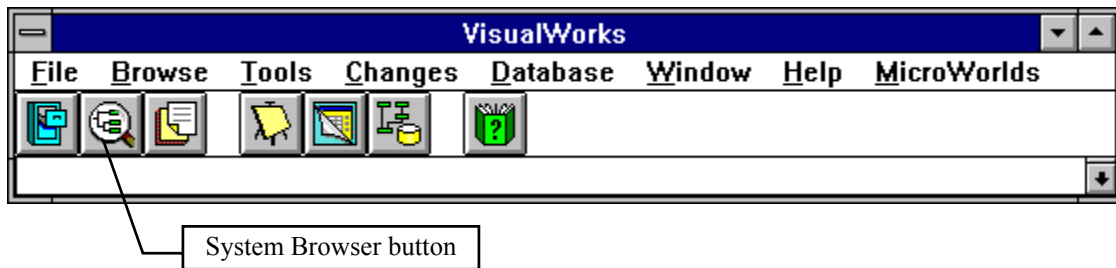 VisualWorks
File Browse Tools Changes Database Window Help MicroWorlds
?
System Browser button